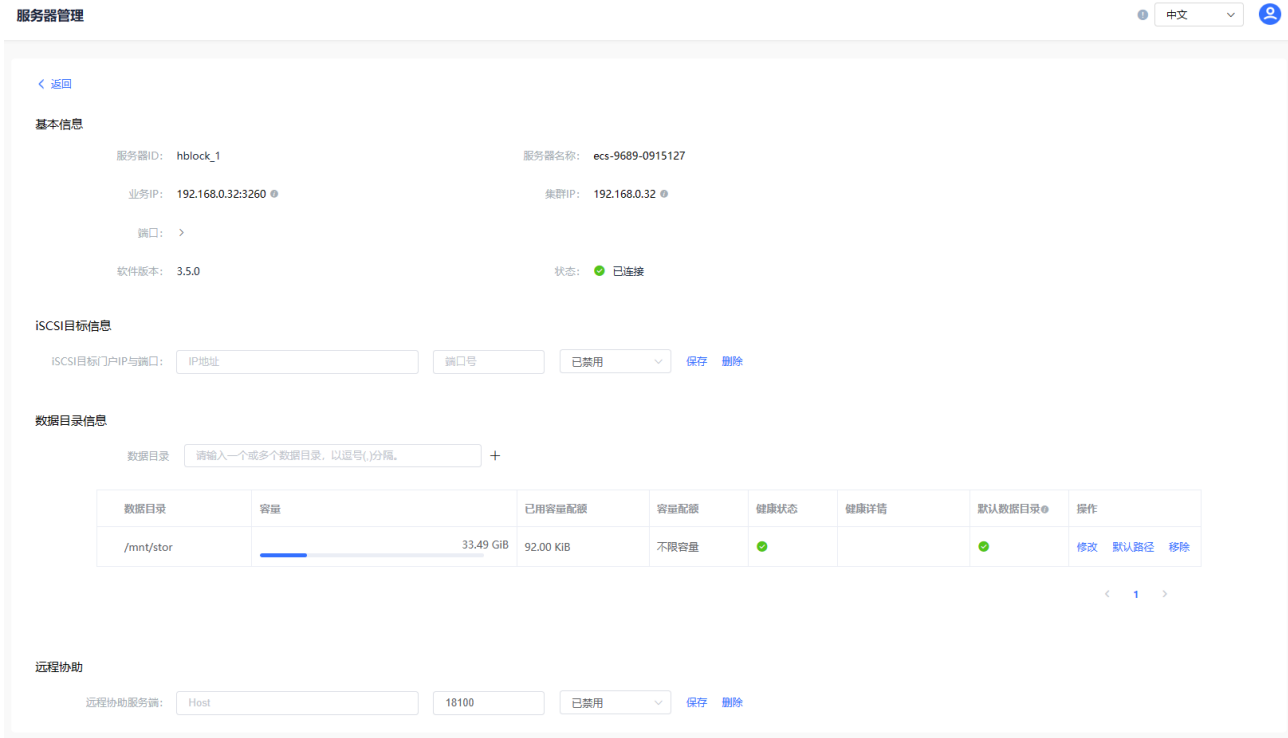 服务器管理
中文
返回
基本信息
服务器ID: hblock_1 服务器名称: ecs-9689-0915127
业务IP: 192.168.0.32:3260 集群IP: 192.168.0.32
端口:
软件版本: 3.5.0 状态: 已连接
iSCSI目标信息
iSCSI目标门户IP与端口: IP地址 端口号 已禁用 保存 删除
数据目录信息
数据目录 请输入一个或多个数据目录，以逗号(,)分隔。
数据目录 容量 已用容量配额 容量配额 健康状态 健康详情 默认数据目录 操作
/mnt/stor 33.49 GiB 92.00 KiB 不限容量 修改 默认路径 移除
1
远程协助
远程协助服务端: Host 18100 已禁用 保存 删除